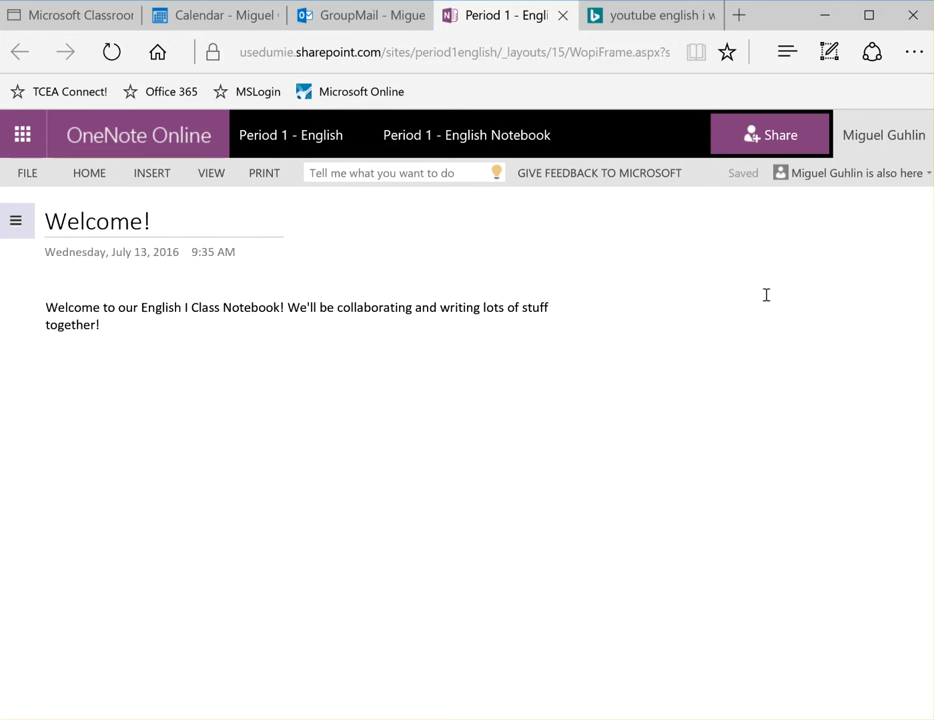 Microsoft Classroor
Calendar - Miguel
GroupMail - Migue
Period 1 - Engli
youtube english i w
usedumie.sharepoint.com/sites/period1english/_layouts/15/WopiFrame.aspx?s
TCEA Connect!
Office 365
MSLogin
Microsoft Online
OneNote Online
Period 1 - English
Period 1 - English Notebook
Share
Miguel Guhlin
FILE
HOME
INSERT
VIEW
PRINT
Tell me what you want to do
GIVE FEEDBACK TO MICROSOFT
Saved
Miguel Guhlin is also here
Welcome!
Wednesday, July 13, 2016 9:35 AM
Welcome to our English I Class Notebook! We'll be collaborating and writing lots of stuff
together!